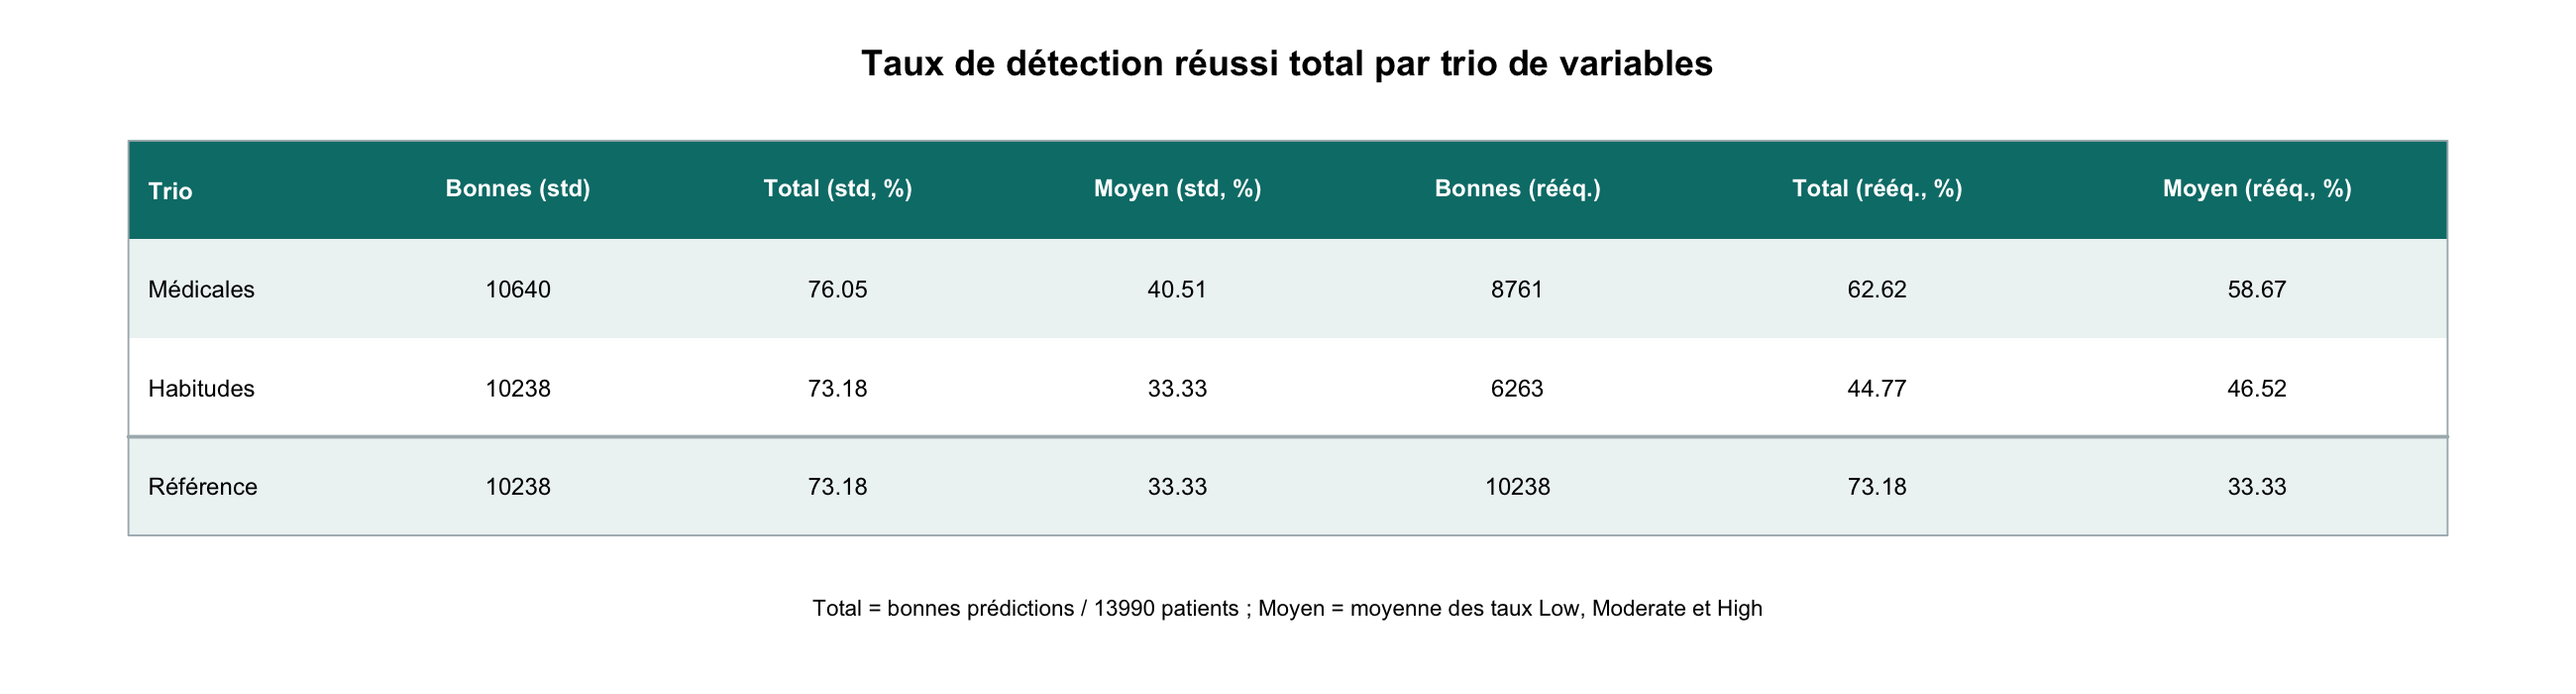 Taux de détection réussi total par trio de variables
Trio Bonnes (std) Total (std, %) Moyen (std, %) Bonnes (rééq.) Total (rééq., %) Moyen (rééq., %)
Médicales 10640 76.05 40.51 8761 62.62 58.67
Habitudes 10238 73.18 33.33 6263 44.77 46.52
Référence 10238 73.18 33.33 10238 73.18 33.33
Total = bonnes prédictions / 13990 patients ; Moyen = moyenne des taux Low, Moderate et High